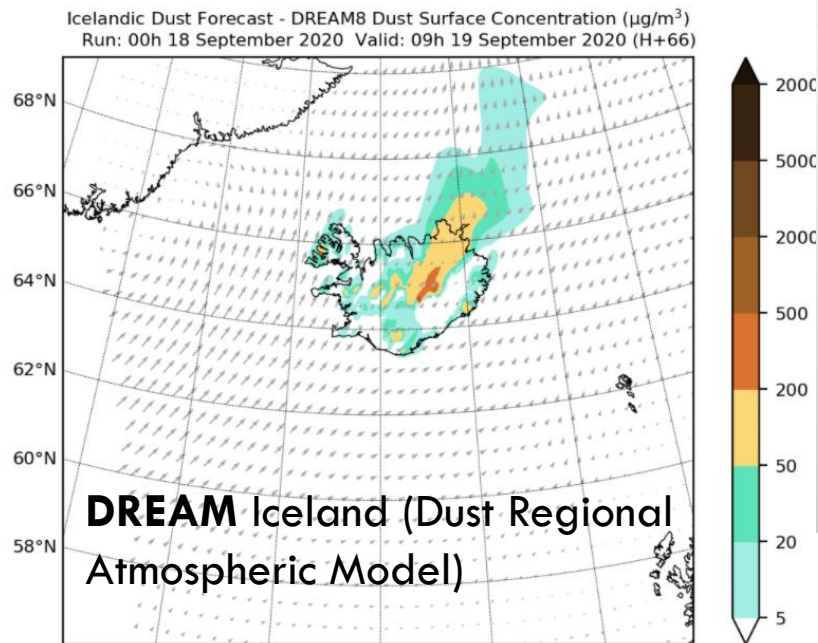 Icelandic Dust Forecast - DREAM8 Dust Surface Concentration (µg/m³)
Run: 00h 18 September 2020 Valid: 09h 19 September 2020 (H+66)
68°N
66°N
64°N
62°N
60°N
58°N
2000
5000
2000
500
200
50
20
5
DREAM Iceland (Dust Regional
Atmospheric Model)